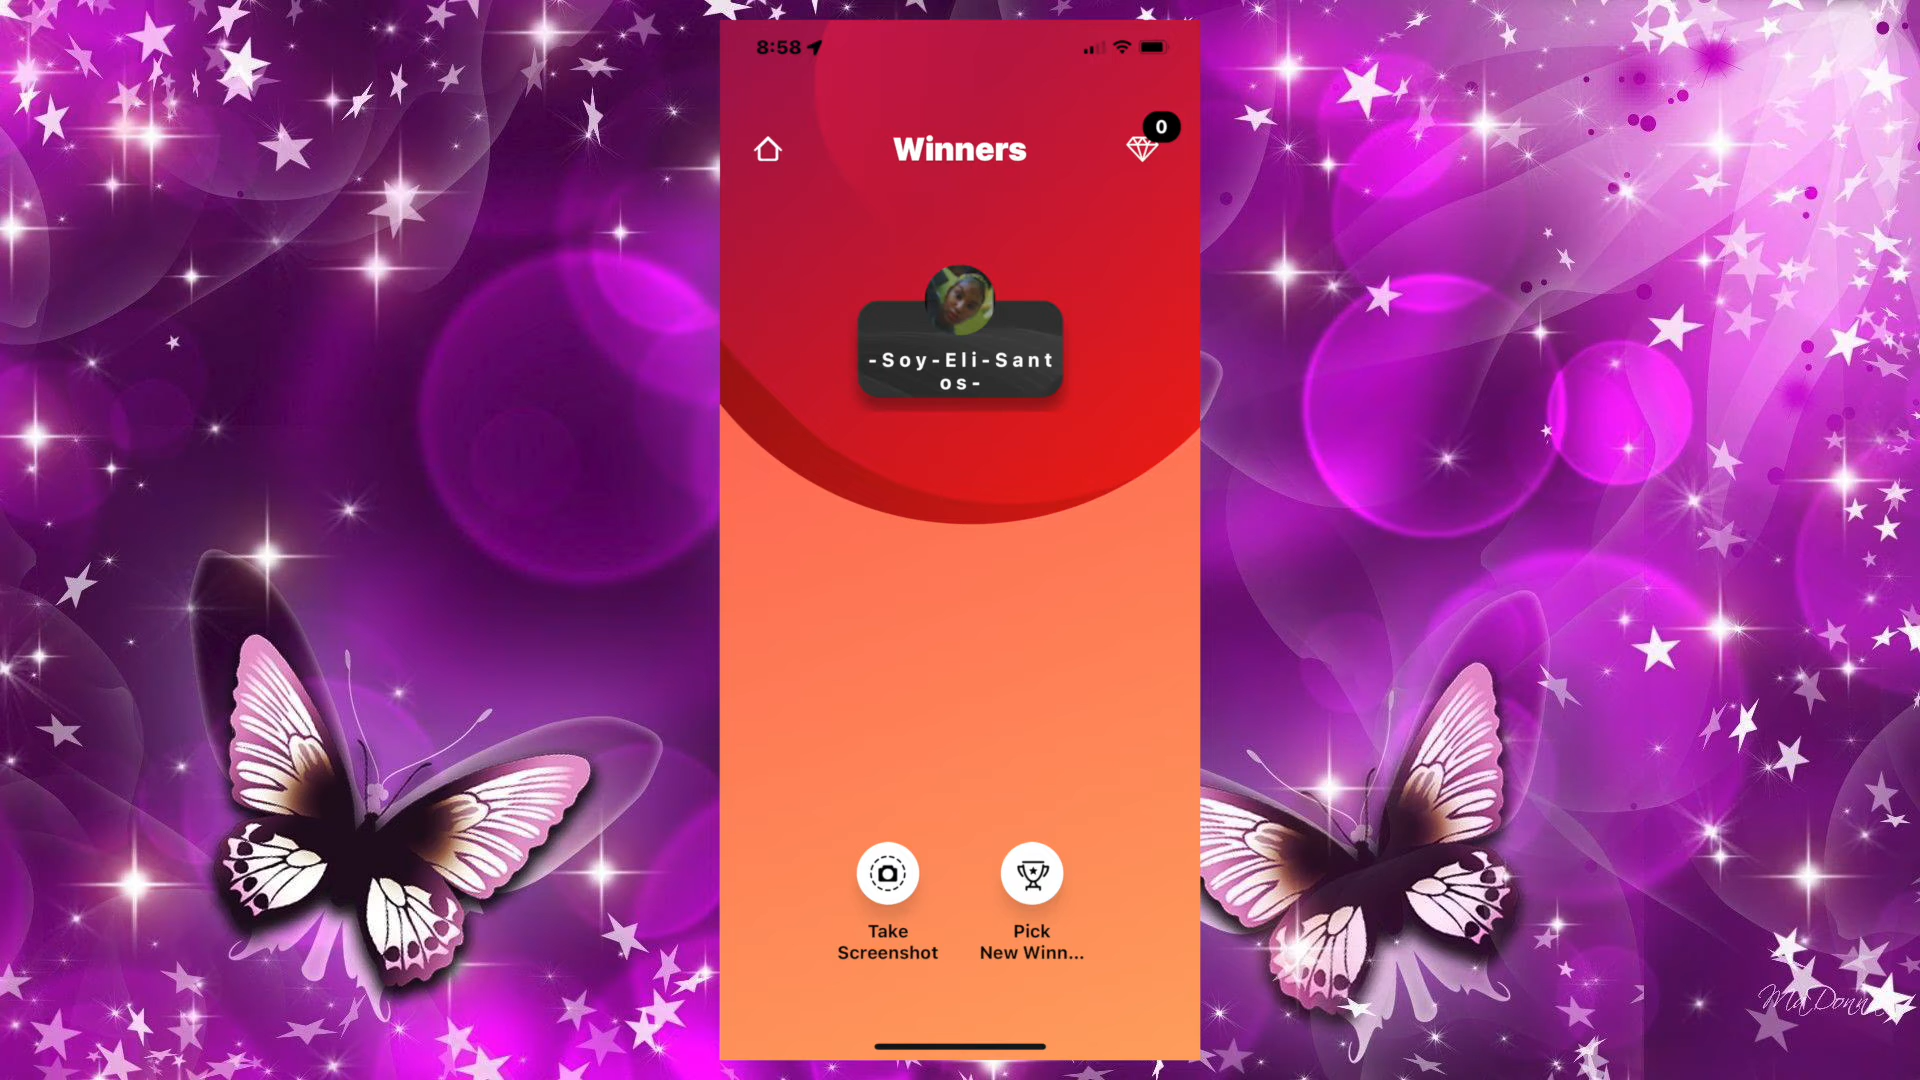 8:58
0
Winners
-Soy-Eli-Sant
os-
Take
Screenshot
Pick
New Winn...